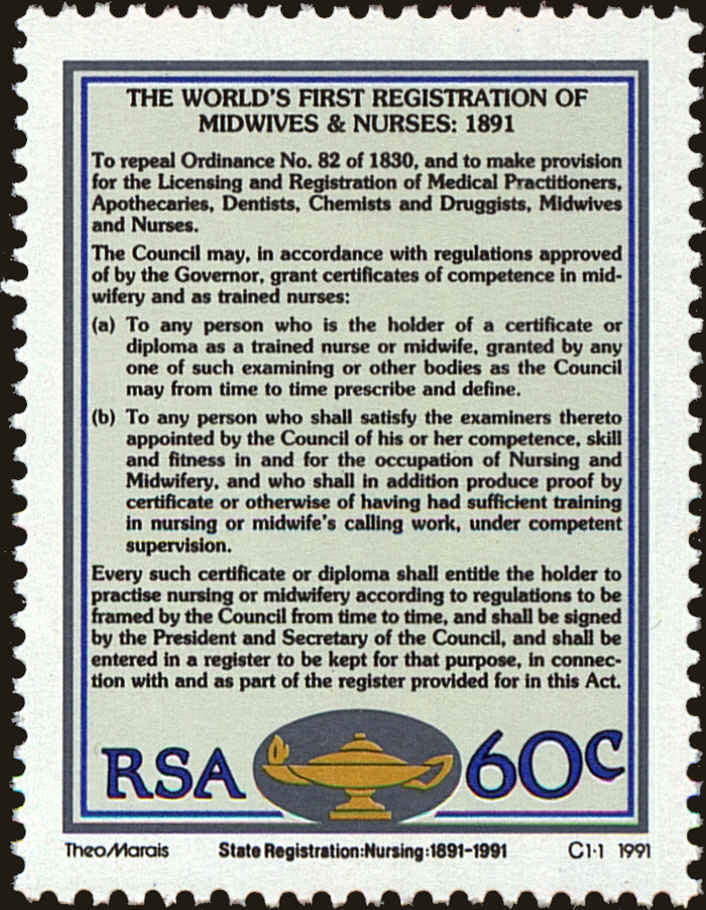 THE WORLD'S FIRST REGISTRATION OF
MIDWIVES & NURSES: 1891
To repeal Ordinance No. 82 of 1830, and to make provision
for the Licensing and Registration of Medical Practitioners,
Apothecaries, Dentists, Chemists and Druggists, Midwives
and Nurses.
The Council may, in accordance with regulations approved
of by the Governor, grant certificates of competence in mid-
wifery and as trained nurses:
(a) To any person who is the holder of a certificate or
diploma as a trained nurse or midwife, granted by any
one of such examining or other bodies as the Council
may from time to time prescribe and define.
(b) To any person who shall satisfy the examiners thereto
appointed by the Council of his or her competence, skill
and fitness in and for the occupation of Nursing and
Midwifery, and who shall in addition produce proof by
certificate or otherwise of having had sufficient training
in nursing or midwife's calling work, under competent
supervision.
Every such certificate or diploma shall entitle the holder to
practise nursing or midwifery according to regulations to be
framed by the Council from time to time, and shall be signed
by the President and Secretary of the Council, and shall be
entered in a register to be kept for that purpose, in connec-
tion with and as part of the register provided for in this Act.
RSA 60c
Theo Marais State Registration:Nursing:1891-1991 C1·1 1991